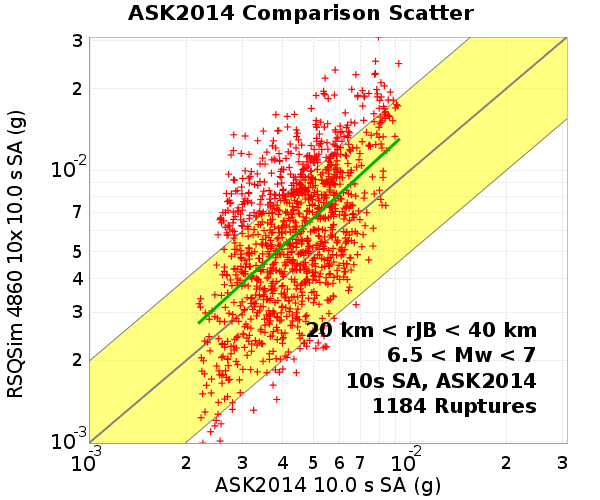 ASK2014 Comparison Scatter
RSQSim 4860 10x 10.0 s SA (g)
3
2
10-2
7
5
4
3
2
10-3
20 km < rJB < 40 km
6.5 < Mw < 7
10s SA, ASK2014
1184 Ruptures
10-3 2 3 4 5 6 7 10-2 2 3
ASK2014 10.0 s SA (g)